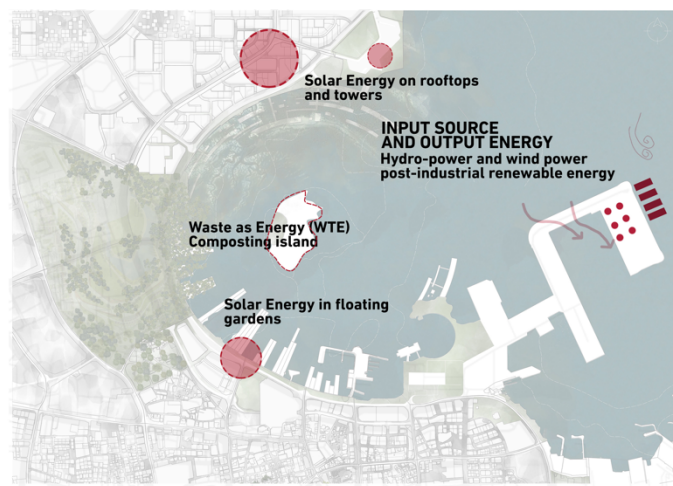 Solar Energy on rooftops
and towers
INPUT SOURCE
AND OUTPUT ENERGY
Hydro-power and wind power
post-industrial renewable energy
Waste as Energy (WTE)
Composting island
Solar Energy in floating
gardens